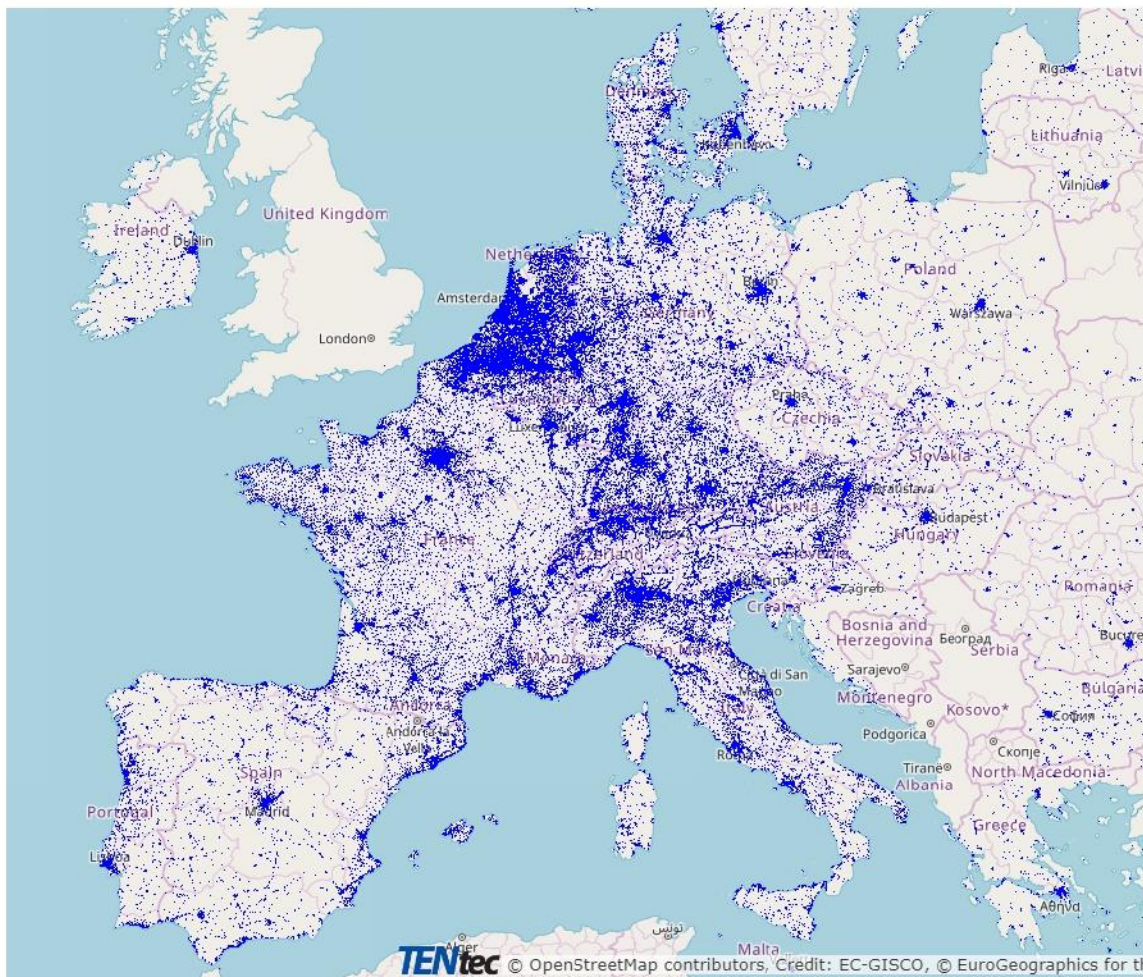 Riga
Latvi
Denmark
København
Lithuania
Vilnius
United Kingdom
Ireland
Dublin
Netherl
Amsterdam
Berlin
Germany
Poland
Warszawa
London
Praha
Czechia
Luxembourg
Slovakia
Bratislava
Austria
Budapest
Hungary
France
Switzerland
Slovenia
Ljubljana
Zagreb
Croatia
Romania
Bosnia and
Herzegovina
Београд
Serbia
Bucure
San Marino
Monaco
Città di San
Marino
Sarajevo
Montenegro
Kosovo*
Bulgaria
София
Andorra
Andorra la
Vella
Italy
Roma
Podgorica
Скопје
North Macedonia
Tiranë
Albania
Spain
Madrid
Portugal
Lisboa
Greece
Αθήνα
Alger
تونس
Malta
TENtec © OpenStreetMap contributors, Credit: EC-GISCO, © EuroGeographics for th